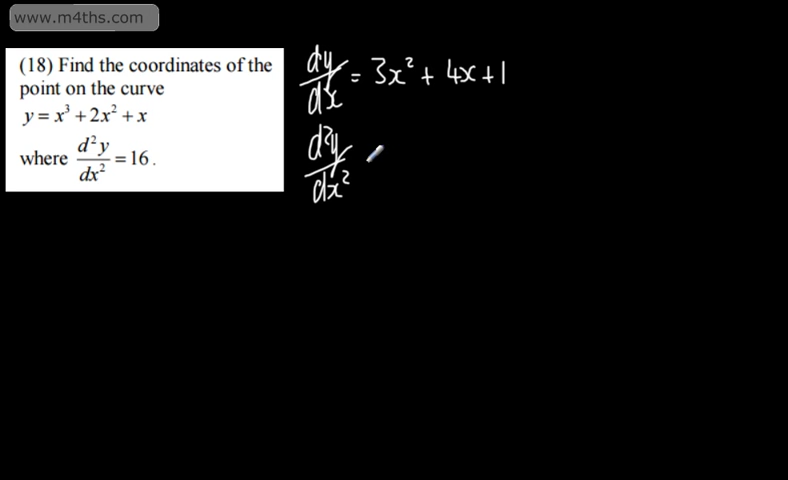 www.m4ths.com
(18) Find the coordinates of the
point on the curve
y = x³ + 2x² + x
where d²y/dx² = 16.
dy/dx = 3x² + 4x + 1
d²y/dx²